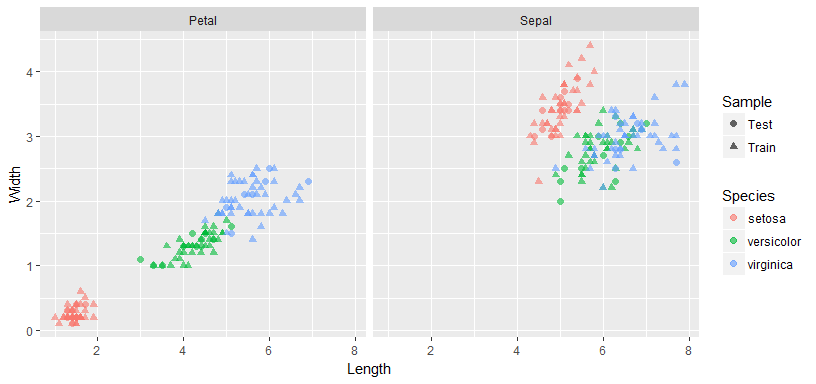 Petal Sepal
4
3
2
1
0
Width
2 4 6 8 2 4 6 8
Length
Sample
Test
Train
Species
setosa
versicolor
virginica